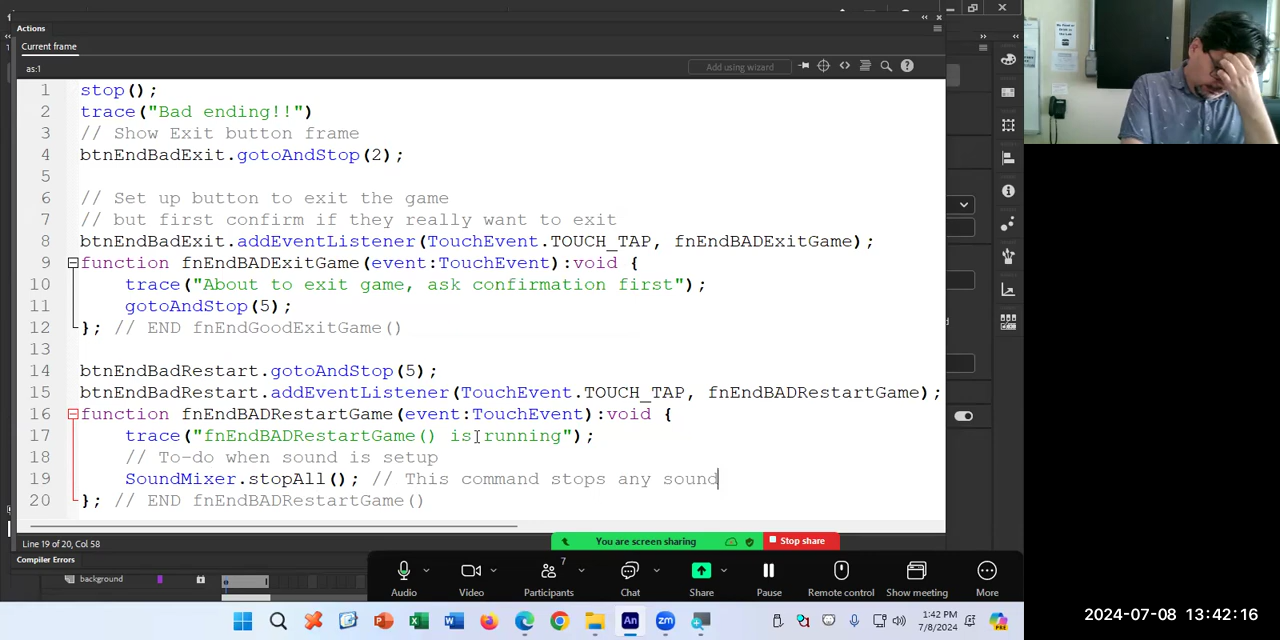 Actions
Current frame
as:1
Add using wizard
1 stop();
2 trace("Bad ending!!")
3 // Show Exit button frame
4 btnEndBadExit.gotoAndStop(2);
5
6 // Set up button to exit the game
7 // but first confirm if they really want to exit
8 btnEndBadExit.addEventListener(TouchEvent.TOUCH_TAP, fnEndBADExitGame);
9 function fnEndBADExitGame(event:TouchEvent):void {
10 trace("About to exit game, ask confirmation first");
11 gotoAndStop(5);
12 }; // END fnEndGoodExitGame()
13
14 btnEndBadRestart.gotoAndStop(5);
15 btnEndBadRestart.addEventListener(TouchEvent.TOUCH_TAP, fnEndBADRestartGame);
16 function fnEndBADRestartGame(event:TouchEvent):void {
17 trace("fnEndBADRestartGame() is running");
18 // To-do when sound is setup
19 SoundMixer.stopAll(); // This command stops any sound
20 }; // END fnEndBADRestartGame()
Line 19 of 20, Col 58
You are screen sharing
Stop share
Compiler Errors
background
7
Audio
Video
Participants
Chat
Share
Pause
Remote control
Show meeting
More
1:42 PM
7/8/2024
2024-07-08 13:42:16